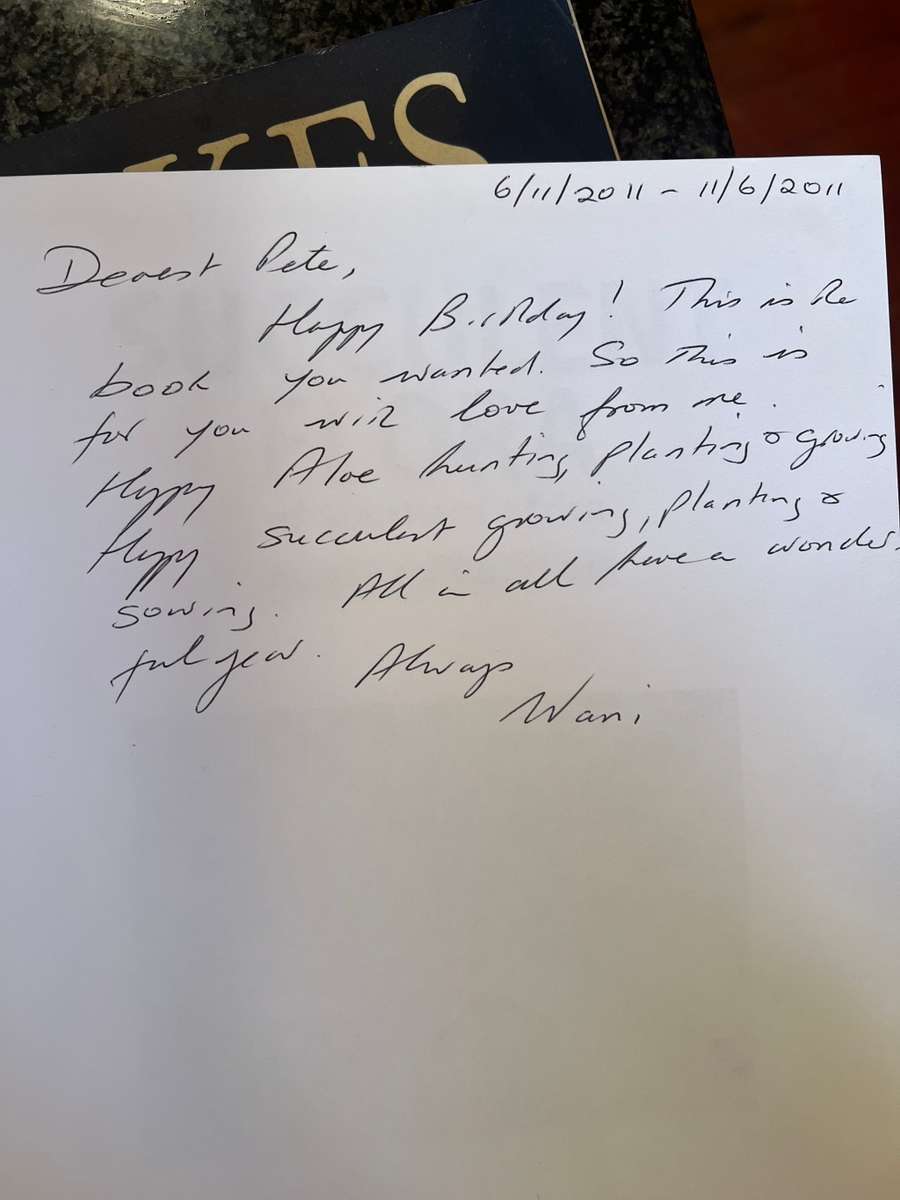 KES
6/11/2011 - 11/6/2011
Dearest Pete,
Happy Birthday! This is the
book you wanted. So this is
for you with love from me.
Happy Aloe hunting, planting & growing
Happy succulent growing, planting &
sowing. All in all have a wonder-
ful year. Always
Wani